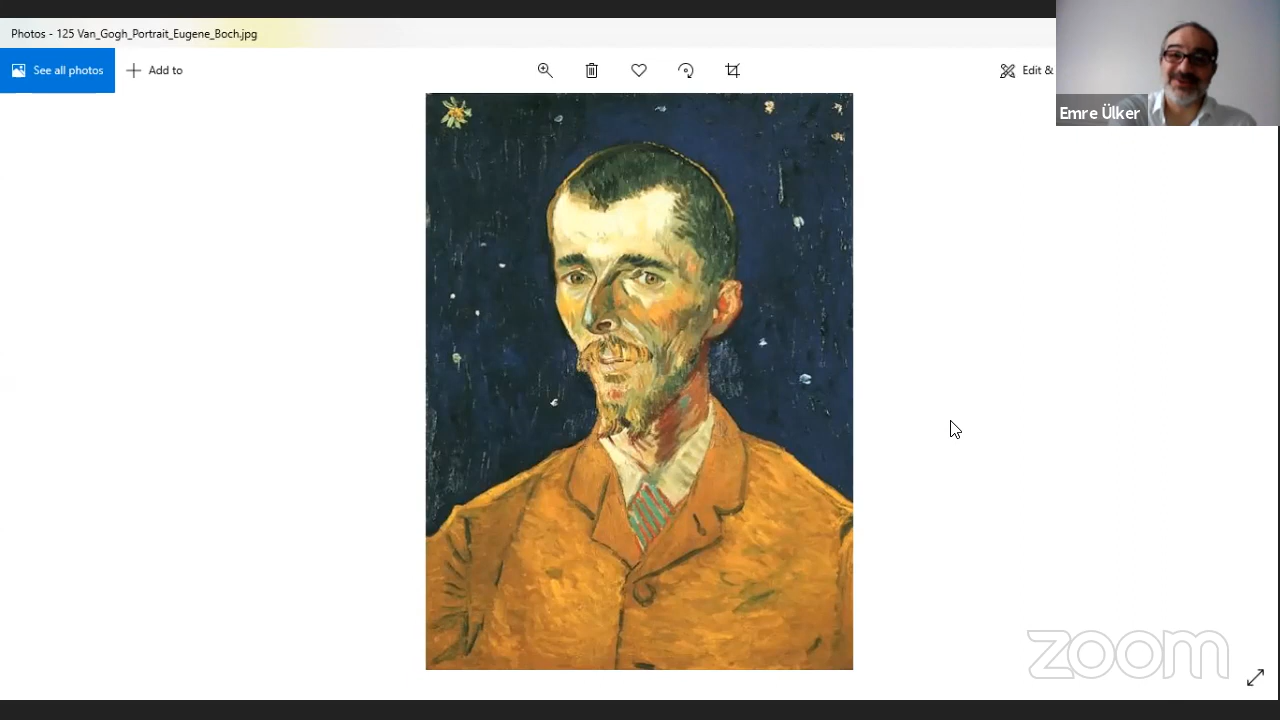 Photos - 125 Van_Gogh_Portrait_Eugene_Boch.jpg
See all photos
Add to
Edit &
Emre Ülker
zoom